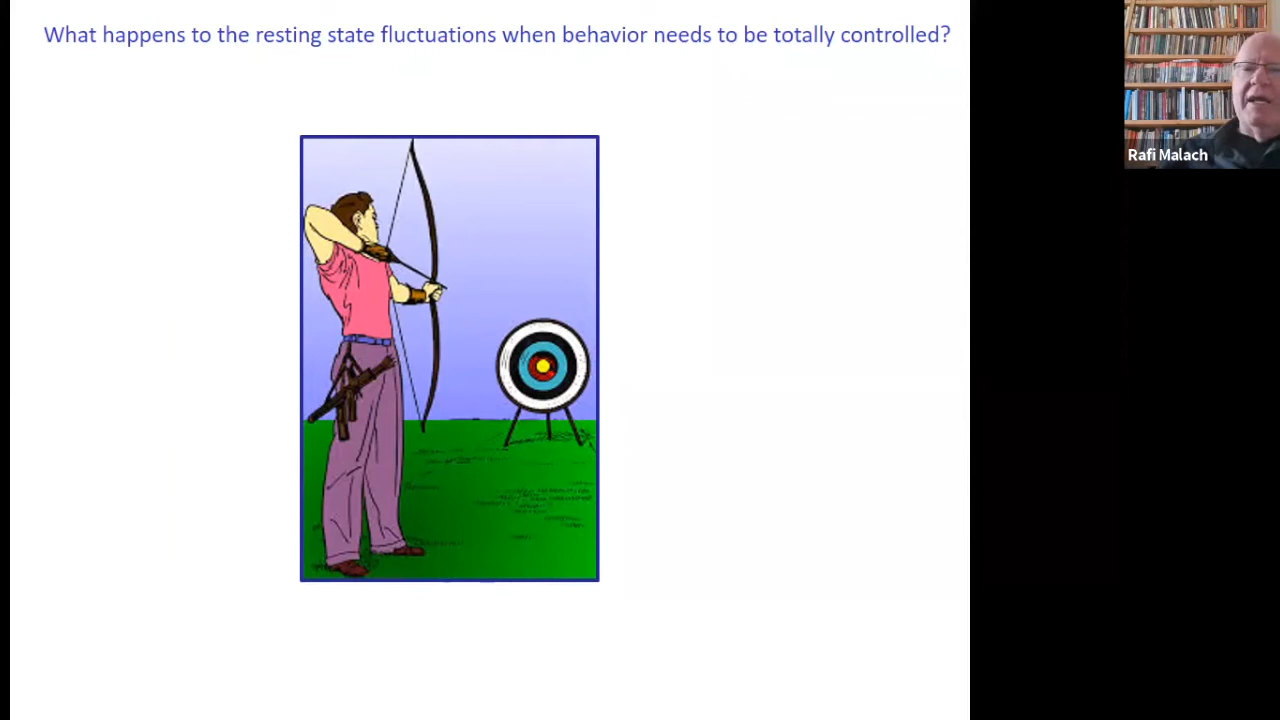 What happens to the resting state fluctuations when behavior needs to be totally controlled?
Rafi Malach